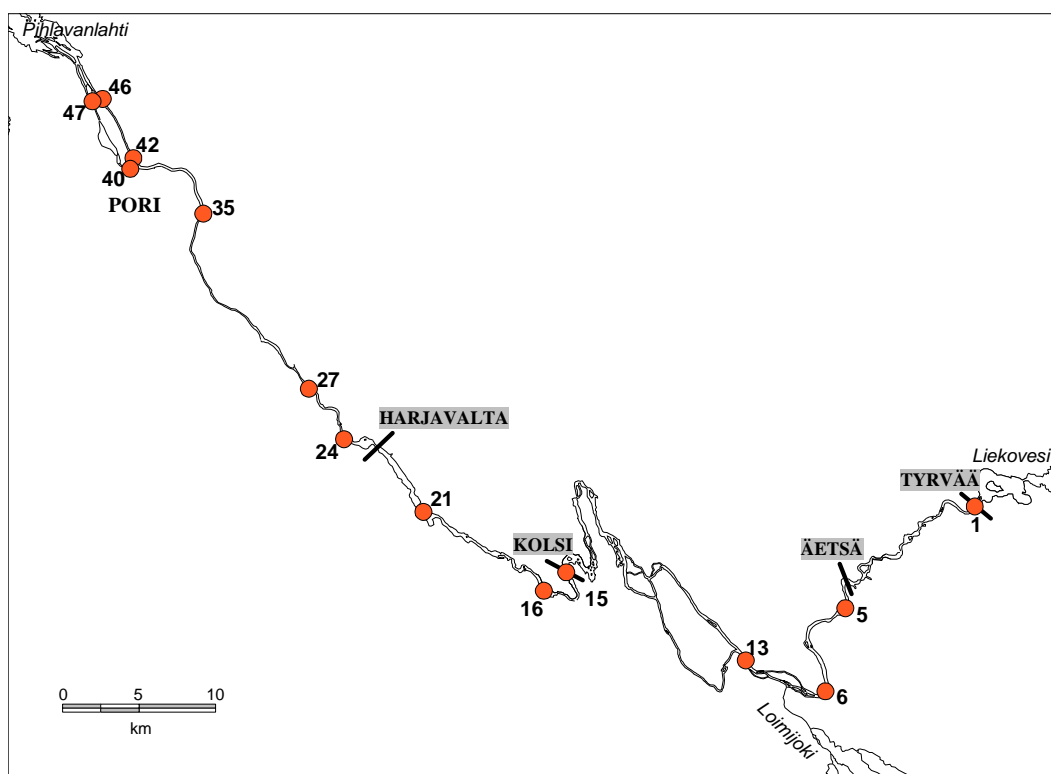 Pihlavanlahti
46
47
42
40
PORI
35
27
HARJAVALTA
24
Liekovesi
TYRVÄÄ
21
1
KOLSI
ÄETSÄ
16
15
5
13
6
0 5 10
km
Loimijoki